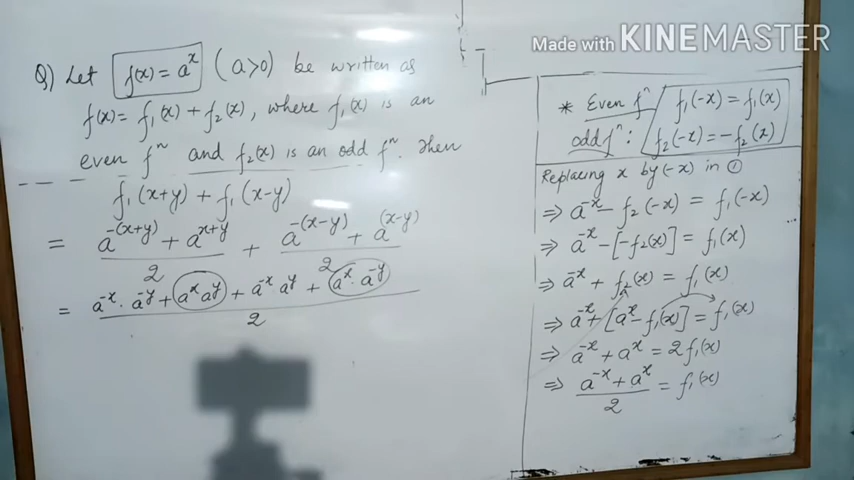 Made with KINEMASTER
Q) Let f(x) = a^x (a>0) be written as
f(x) = f₁(x) + f₂(x), where f₁(x) is an
even fⁿ and f₂(x) is an odd fⁿ. Then
f₁(x+y) + f₁(x-y)
= (a^-(x+y) + a^(x+y))/2 + (a^-(x-y) + a^(x-y))/2
= (a^-x . a^-y + a^x a^y + a^-x a^y + a^x . a^-y)/2
* Even fⁿ / f₁(-x) = f₁(x)
odd fⁿ: f₂(-x) = -f₂(x)
Replacing x by (-x) in ①
⇒ a^-x - f₂(-x) = f₁(-x)
⇒ a^-x - [-f₂(x)] = f₁(x)
⇒ a^-x + f₂(x) = f₁(x)
⇒ a^-x + [a^x - f₁(x)] = f₁(x)
⇒ a^-x + a^x = 2f₁(x)
⇒ (a^-x + a^x)/2 = f₁(x)